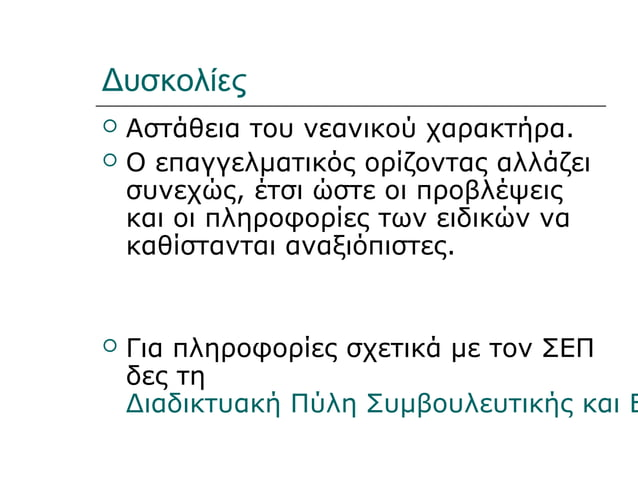 Δυσκολίες
Αστάθεια του νεανικού χαρακτήρα.
Ο επαγγελματικός ορίζοντας αλλάζει
συνεχώς, έτσι ώστε οι προβλέψεις
και οι πληροφορίες των ειδικών να
καθίστανται αναξιόπιστες.
Για πληροφορίες σχετικά με τον ΣΕΠ
δες τη
Διαδικτυακή Πύλη Συμβουλευτικής και